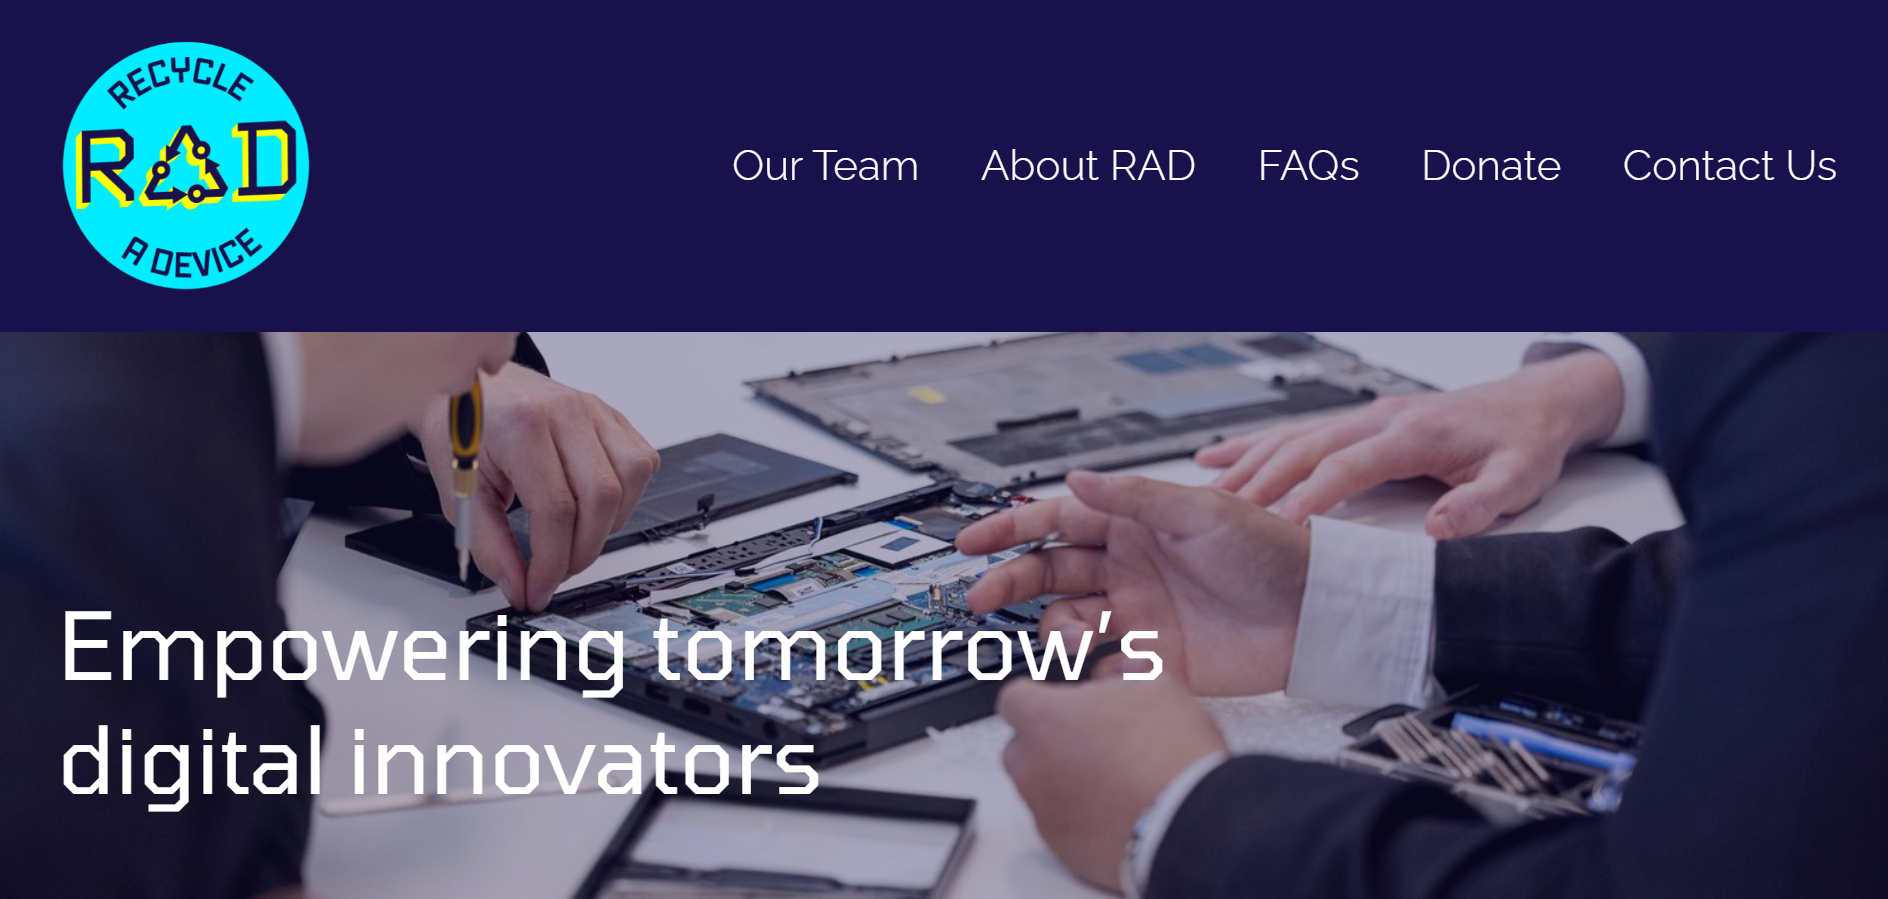 RECYCLE
RAD
A DEVICE
Our Team
About RAD
FAQs
Donate
Contact Us
Empowering tomorrow's
digital innovators